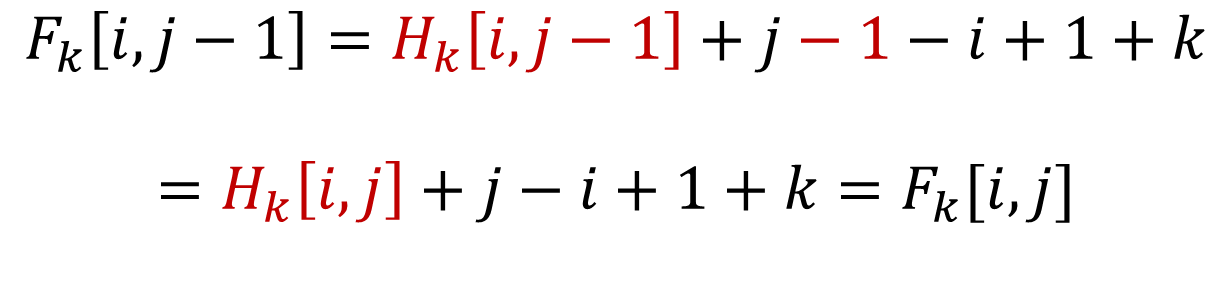 F_k[i, j − 1] = H_k[i, j − 1] + j − 1 − i + 1 + k
= H_k[i, j] + j − i + 1 + k = F_k[i, j]